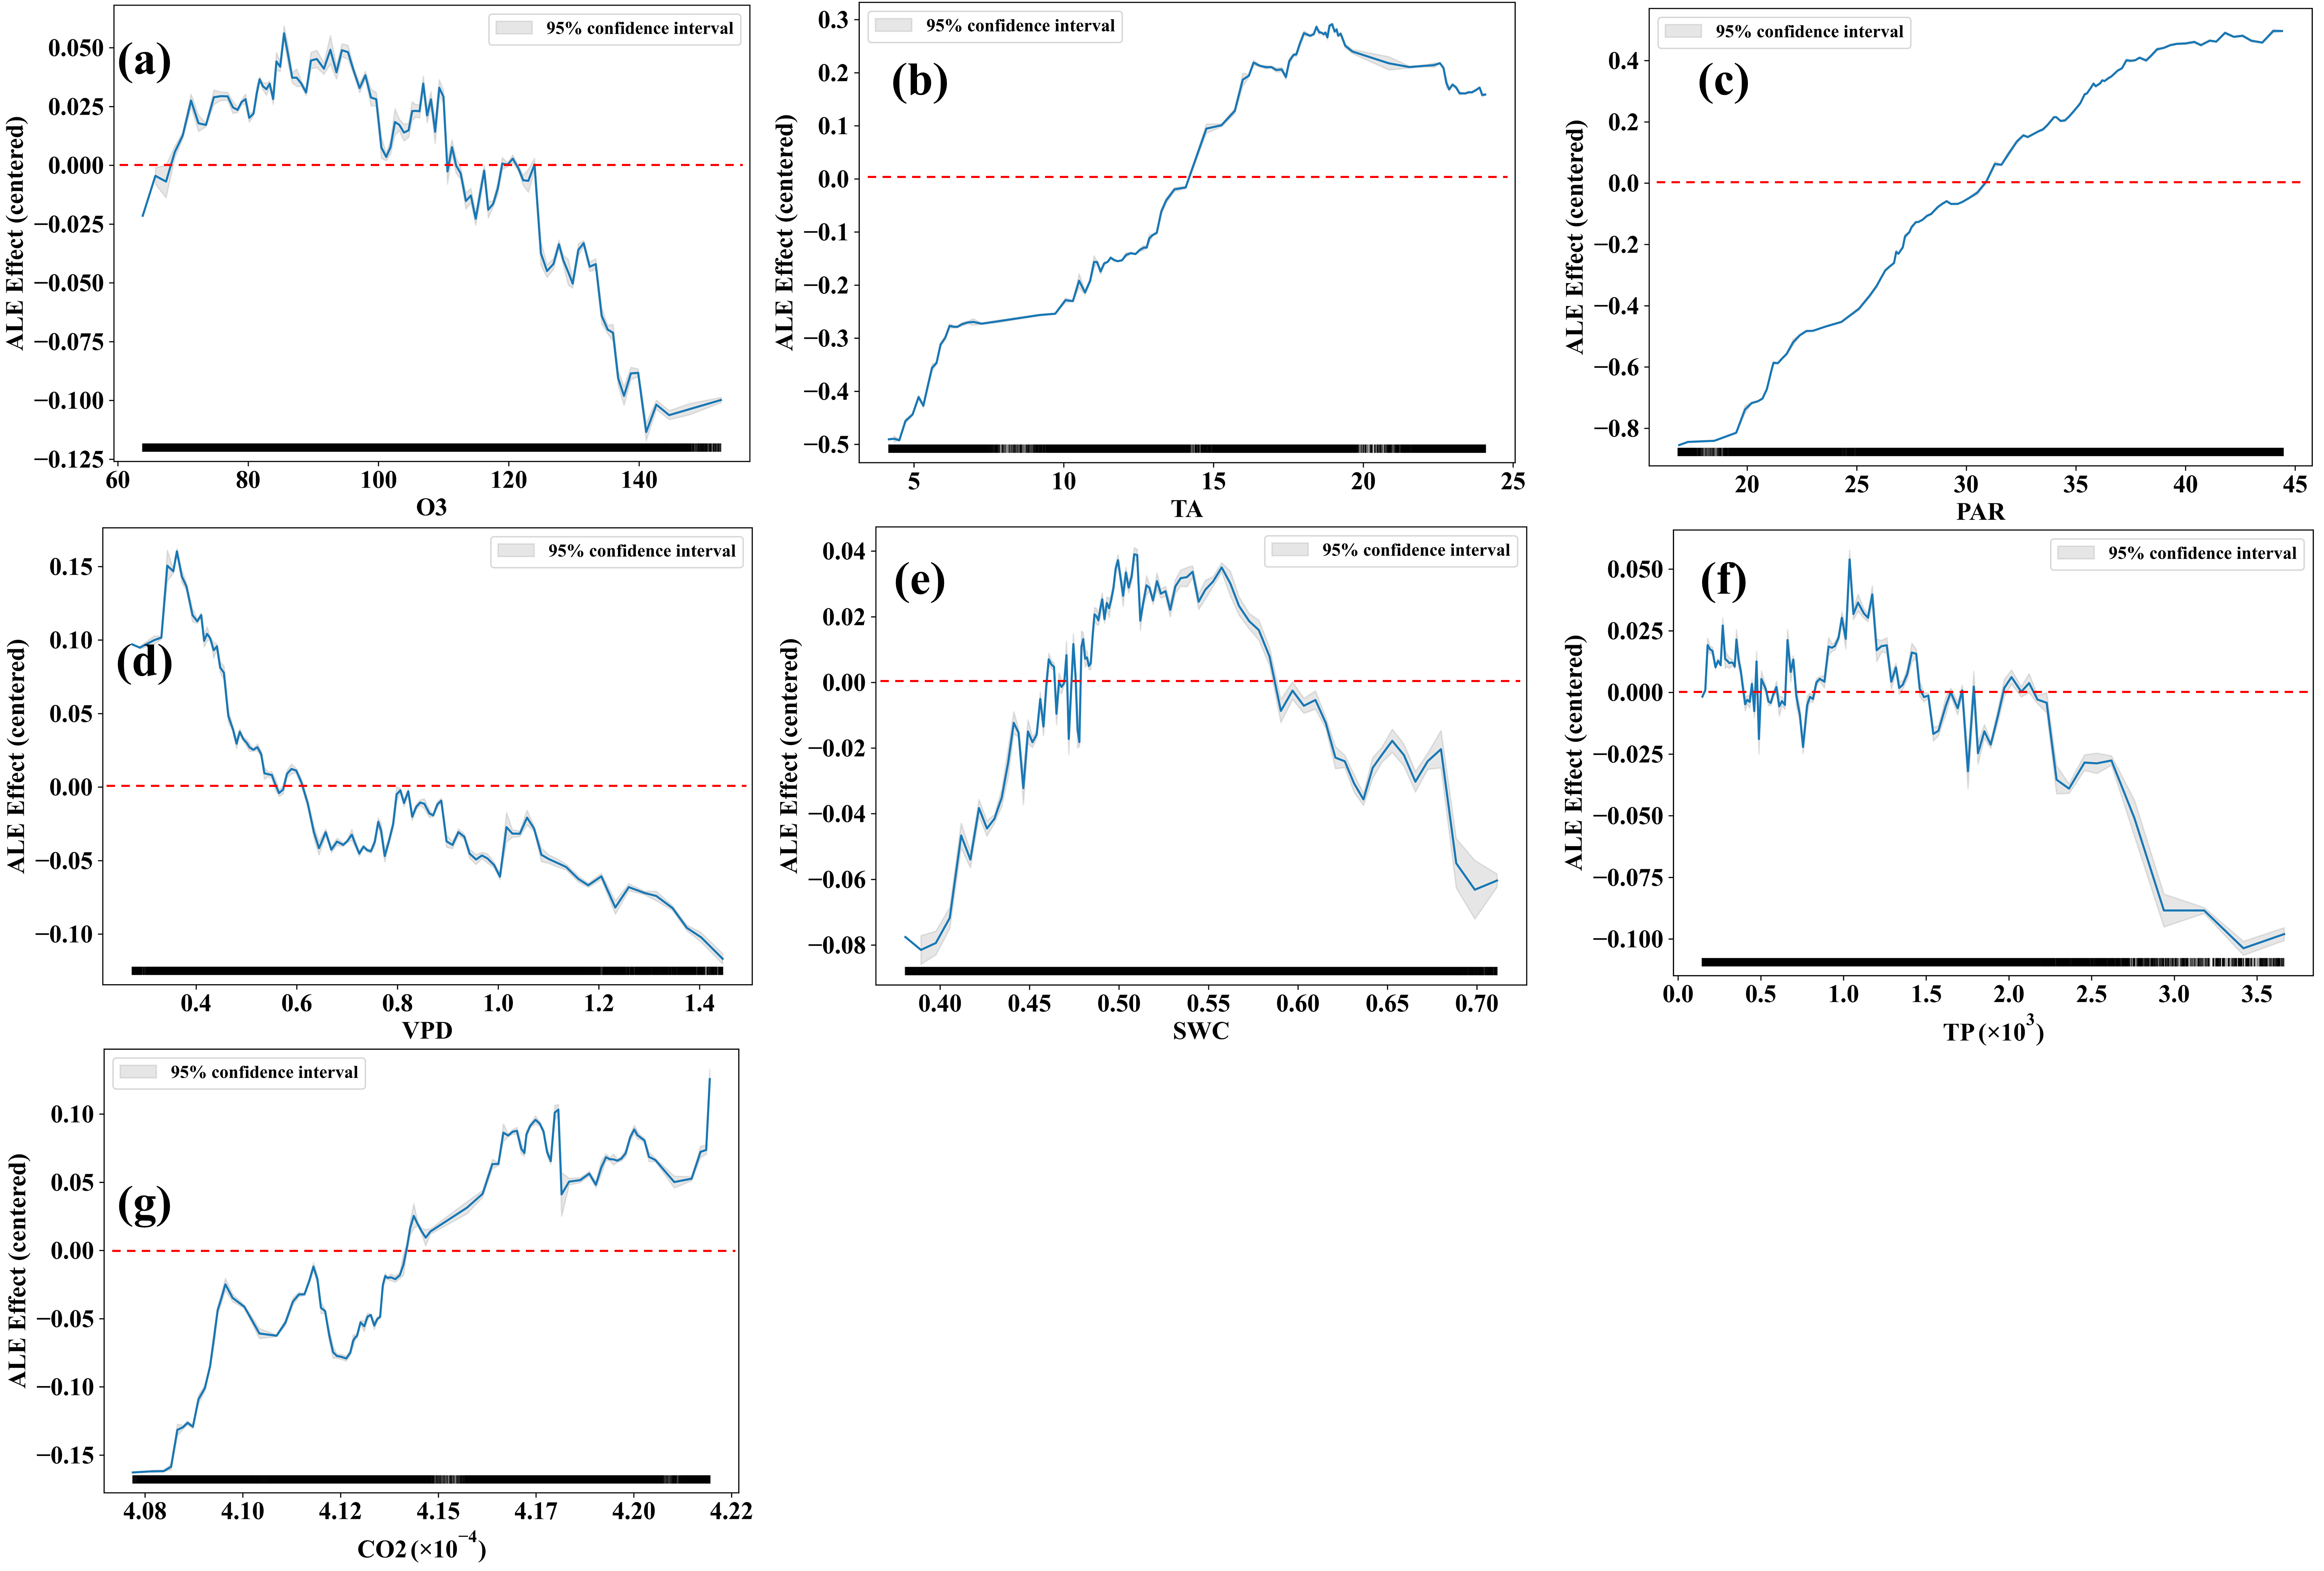 (a)
95% confidence interval
ALE Effect (centered)
0.050
0.025
0.000
−0.025
−0.050
−0.075
−0.100
−0.125
60 80 100 120 140
O3
(b)
95% confidence interval
ALE Effect (centered)
0.3
0.2
0.1
0.0
−0.1
−0.2
−0.3
−0.4
−0.5
5 10 15 20 25
TA
(c)
95% confidence interval
ALE Effect (centered)
0.4
0.2
0.0
−0.2
−0.4
−0.6
−0.8
20 25 30 35 40 45
PAR
(d)
95% confidence interval
ALE Effect (centered)
0.15
0.10
0.05
0.00
−0.05
−0.10
0.4 0.6 0.8 1.0 1.2 1.4
VPD
(e)
95% confidence interval
ALE Effect (centered)
0.04
0.02
0.00
−0.02
−0.04
−0.06
−0.08
0.40 0.45 0.50 0.55 0.60 0.65 0.70
SWC
(f)
95% confidence interval
ALE Effect (centered)
0.050
0.025
0.000
−0.025
−0.050
−0.075
−0.100
0.0 0.5 1.0 1.5 2.0 2.5 3.0 3.5
TP (×10³)
(g)
95% confidence interval
ALE Effect (centered)
0.10
0.05
0.00
−0.05
−0.10
−0.15
4.08 4.10 4.12 4.15 4.17 4.20 4.22
CO2 (×10⁻⁴)